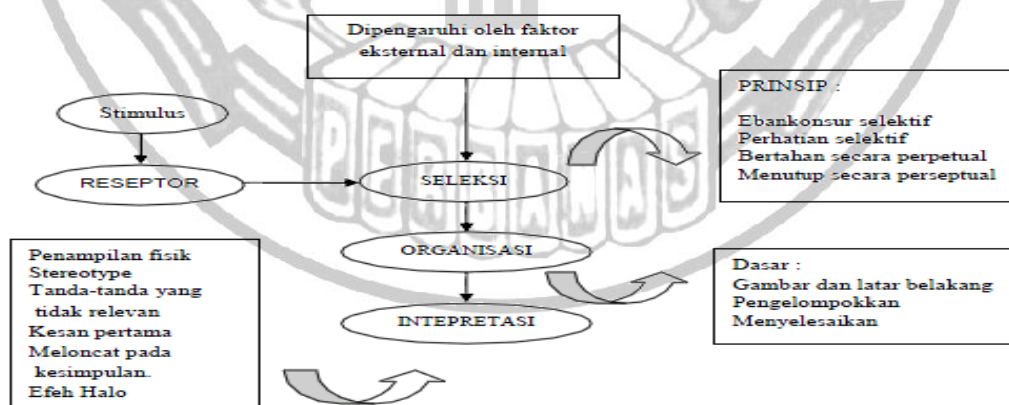 Dipengaruhi oleh faktor
eksternal dan internal
PRINSIP :
Ebankonsur selektif
Perhatian selektif
Bertahan secara perpetual
Menutup secara perseptual
Stimulus
RESEPTOR
SELEKSI
ORGANISASI
INTEPRETASI
Penampilan fisik
Stereotype
Tanda-tanda yang
tidak relevan
Kesan pertama
Meloncat pada
kesimpulan.
Efeh Halo
Dasar :
Gambar dan latar belakang
Pengelompokkan
Menyelesaikan